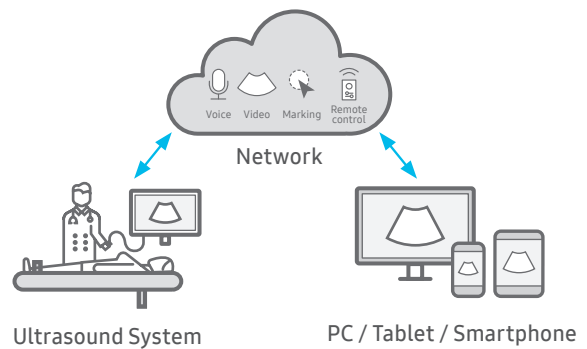 Voice Video Marking Remote
control
Network
Ultrasound System
PC / Tablet / Smartphone